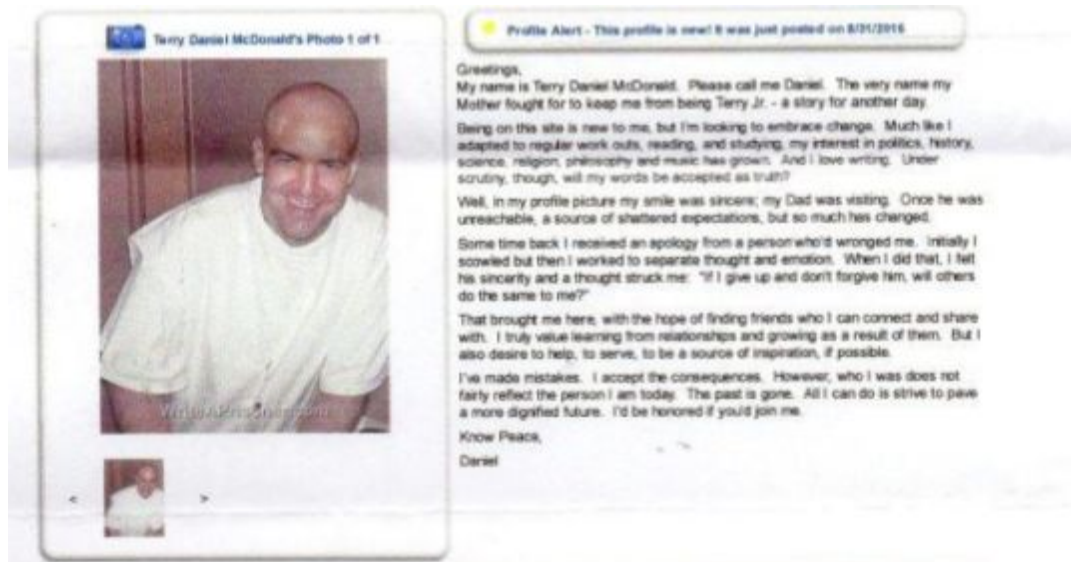 Terry Daniel McDonald's Photo 1 of 1
Profile Alert - This profile is new! It was just posted on 8/31/2016
Greetings,
My name is Terry Daniel McDonald. Please call me Daniel. The very name my
Mother fought for to keep me from being Terry Jr. - a story for another day.
Being on this site is new to me, but I'm looking to embrace change. Much like I
adapted to regular work outs, reading, and studying, my interest in politics, history,
science, religion, philosophy and music has grown. And I love writing. Under
scrutiny, though, will my words be accepted as truth?
Well, in my profile picture my smile was sincere; my Dad was visiting. Once he was
unreachable, a source of shattered expectations, but so much has changed.
Some time back I received an apology from a person who'd wronged me. Initially I
scowled but then I worked to separate thought and emotion. When I did that, I felt
his sincerity and a thought struck me: "If I give up and don't forgive him, will others
do the same to me?"
That brought me here, with the hope of finding friends who I can connect and share
with. I truly value learning from relationships and growing as a result of them. But I
also desire to help, to serve, to be a source of inspiration, if possible.
I've made mistakes. I accept the consequences. However, who I was does not
fairly reflect the person I am today. The past is gone. All I can do is strive to pave
a more dignified future. I'd be honored if you'd join me.
Know Peace,
Daniel
WriteAPrisoner.com
< >